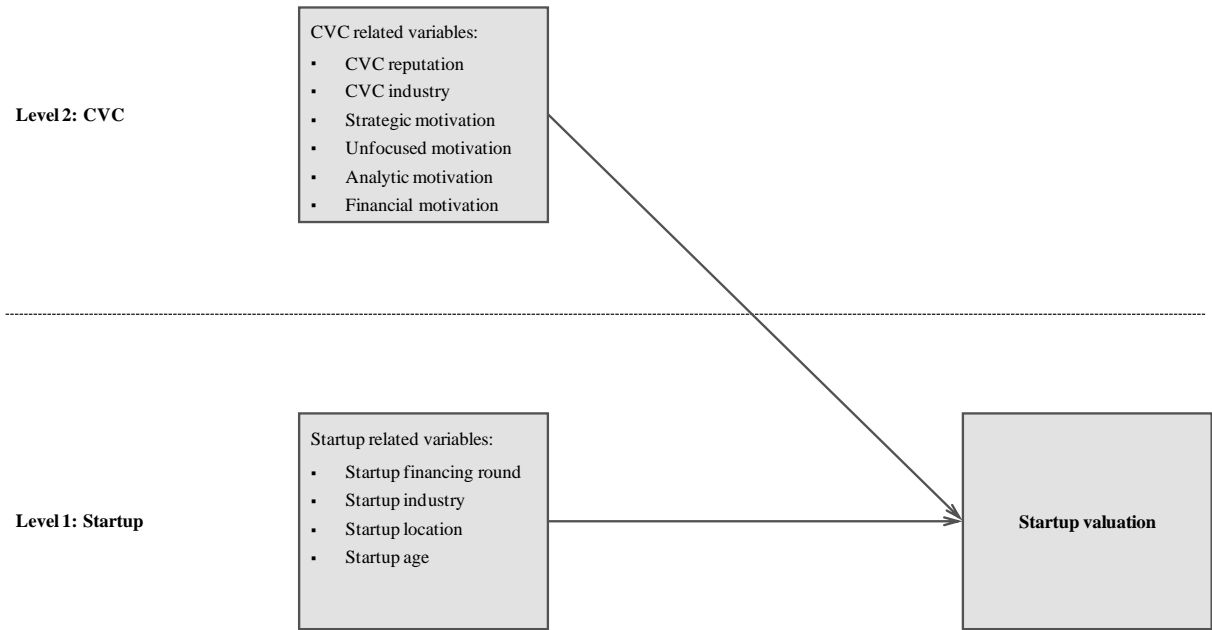 CVC related variables:
▪ CVC reputation
▪ CVC industry
▪ Strategic motivation
▪ Unfocused motivation
▪ Analytic motivation
▪ Financial motivation
Level 2: CVC
Startup related variables:
▪ Startup financing round
▪ Startup industry
▪ Startup location
▪ Startup age
Level 1: Startup
Startup valuation